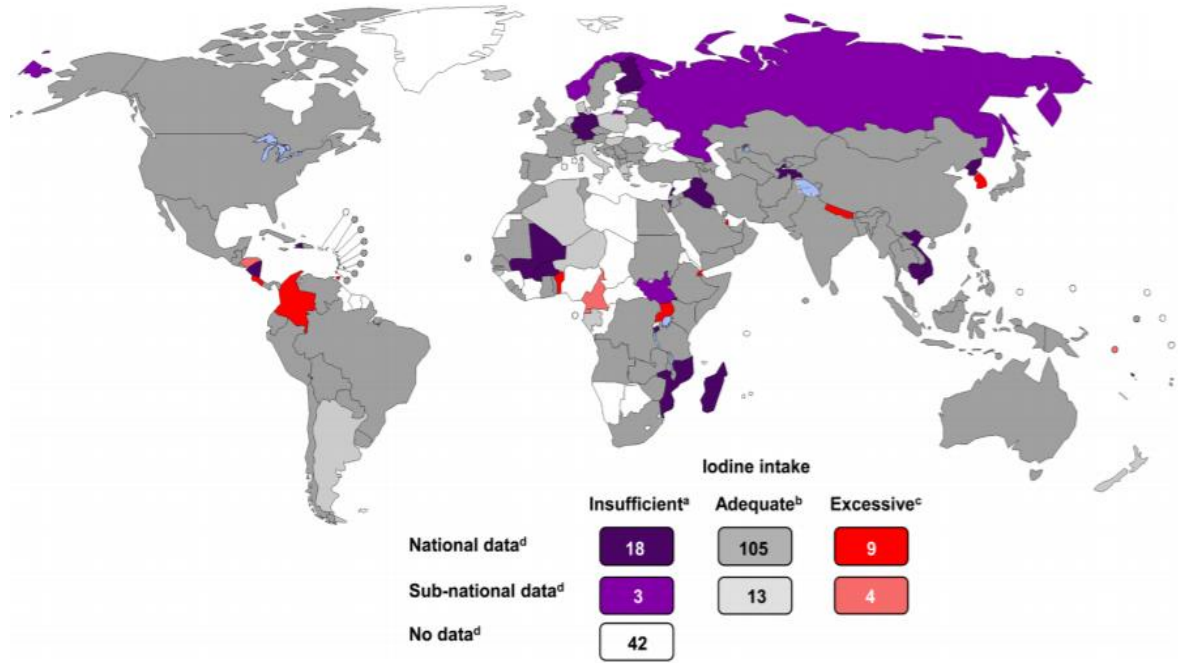 Iodine intake
Insufficientᵃ Adequateᵇ Excessiveᶜ
National dataᵈ 18 105 9
Sub-national dataᵈ 3 13 4
No dataᵈ 42